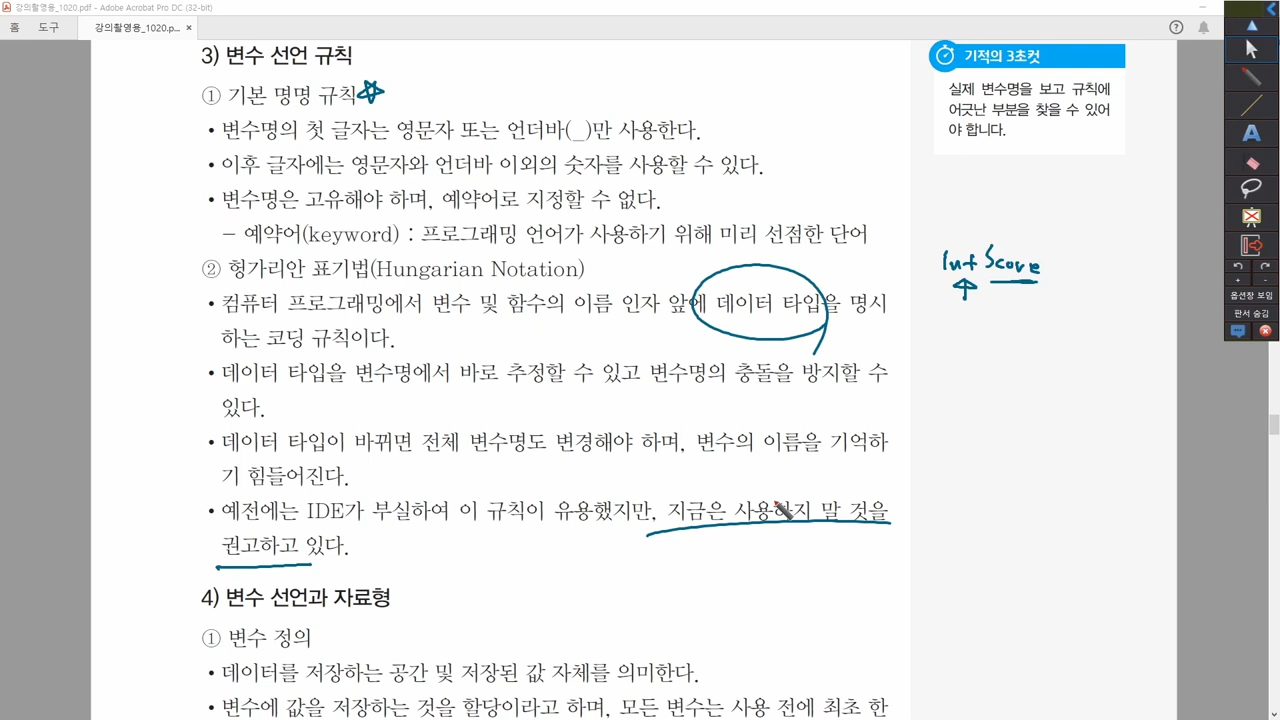 강의촬영용_1020.pdf - Adobe Acrobat Pro DC (32-bit)
홈 도구 강의촬영용_1020.p... ×
3) 변수 선언 규칙
① 기본 명명 규칙
• 변수명의 첫 글자는 영문자 또는 언더바(_)만 사용한다.
• 이후 글자에는 영문자와 언더바 이외의 숫자를 사용할 수 있다.
• 변수명은 고유해야 하며, 예약어로 지정할 수 없다.
– 예약어(keyword) : 프로그래밍 언어가 사용하기 위해 미리 선점한 단어
② 헝가리안 표기법(Hungarian Notation)
• 컴퓨터 프로그래밍에서 변수 및 함수의 이름 인자 앞에 데이터 타입을 명시
하는 코딩 규칙이다.
• 데이터 타입을 변수명에서 바로 추정할 수 있고 변수명의 충돌을 방지할 수
있다.
• 데이터 타입이 바뀌면 전체 변수명도 변경해야 하며, 변수의 이름을 기억하
기 힘들어진다.
• 예전에는 IDE가 부실하여 이 규칙이 유용했지만, 지금은 사용하지 말 것을
권고하고 있다.
4) 변수 선언과 자료형
① 변수 정의
• 데이터를 저장하는 공간 및 저장된 값 자체를 의미한다.
• 변수에 값을 저장하는 것을 할당이라고 하며, 모든 변수는 사용 전에 최초 한
기적의 3초컷
실제 변수명을 보고 규칙에
어긋난 부분을 찾을 수 있어
야 합니다.
Int Score
A
옵션장 보임
판서 숨김